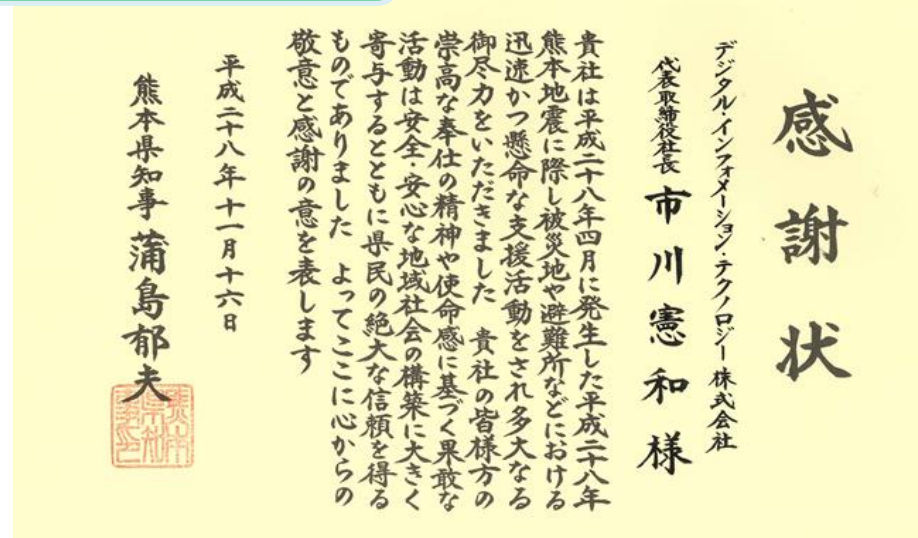 感謝状
デジタル・インフォメーション・テクノロジー株式会社
代表取締役社長 市川憲和様
貴社は平成二十八年四月に発生した平成二十八年
熊本地震に際し被災地や避難所などにおける
迅速かつ懸命な支援活動をされ多大なる
御尽力をいただきました 貴社の皆様方の
崇高な奉仕の精神や使命感に基づく果敢な
活動は安全・安心な地域社会の構築に大きく
寄与するとともに県民の絶大な信頼を得る
ものでありました よってここに心からの
敬意と感謝の意を表します
平成二十八年十一月十六日
熊本県知事 蒲島郁夫